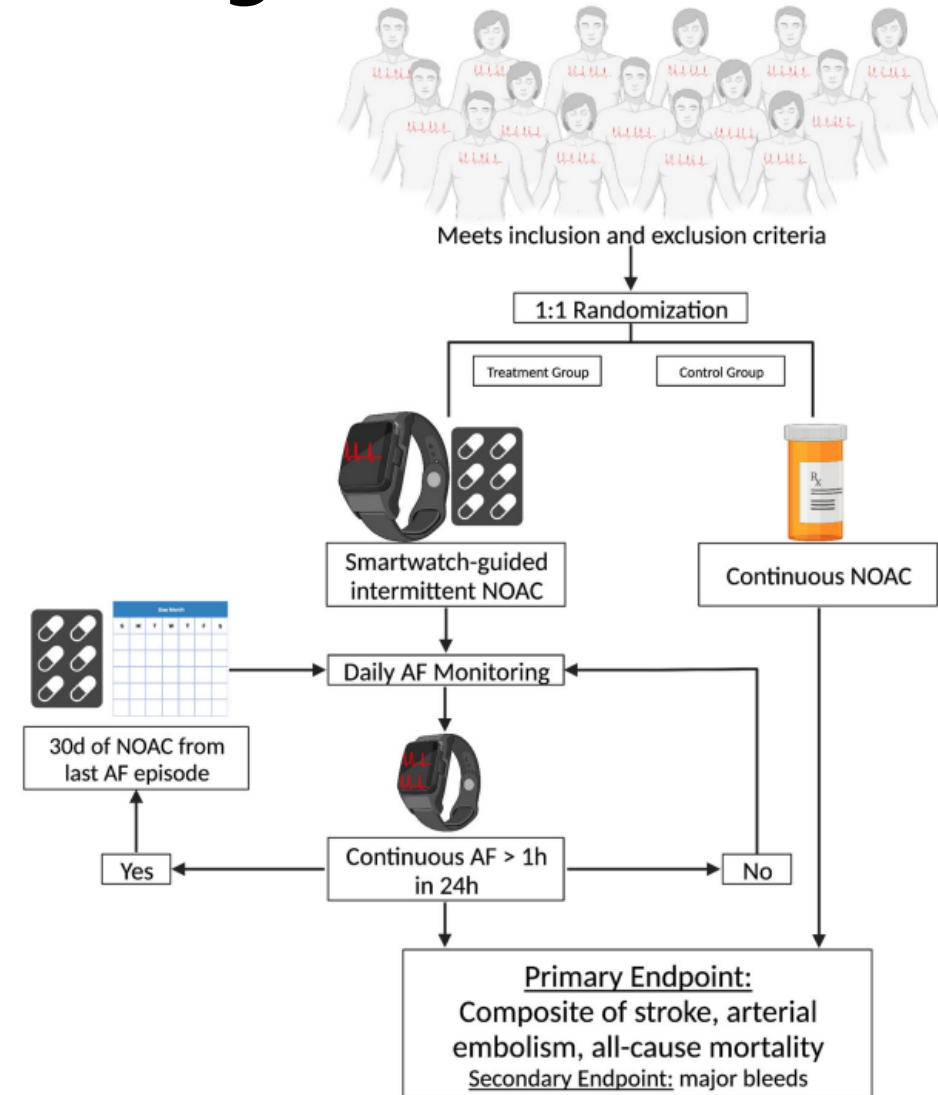 Meets inclusion and exclusion criteria
1:1 Randomization
Treatment Group
Control Group
Rx
Smartwatch-guided
intermittent NOAC
Continuous NOAC
S M T W T F S
Daily AF Monitoring
30d of NOAC from
last AF episode
Continuous AF > 1h
in 24h
Yes
No
Primary Endpoint:
Composite of stroke, arterial
embolism, all-cause mortality
Secondary Endpoint: major bleeds